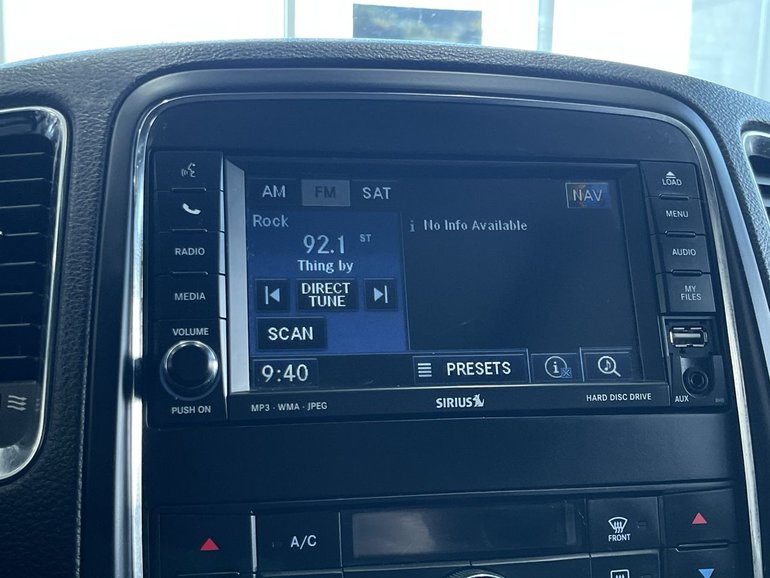 AM FM SAT NAV
Rock
92.1 ST
Thing by
DIRECT
TUNE
SCAN
9:40
No Info Available
PRESETS
RADIO
MEDIA
VOLUME
PUSH ON
LOAD
MENU
AUDIO
MY
FILES
AUX
MP3 - WMA - JPEG
SIRIUS
HARD DISC DRIVE
A/C
FRONT